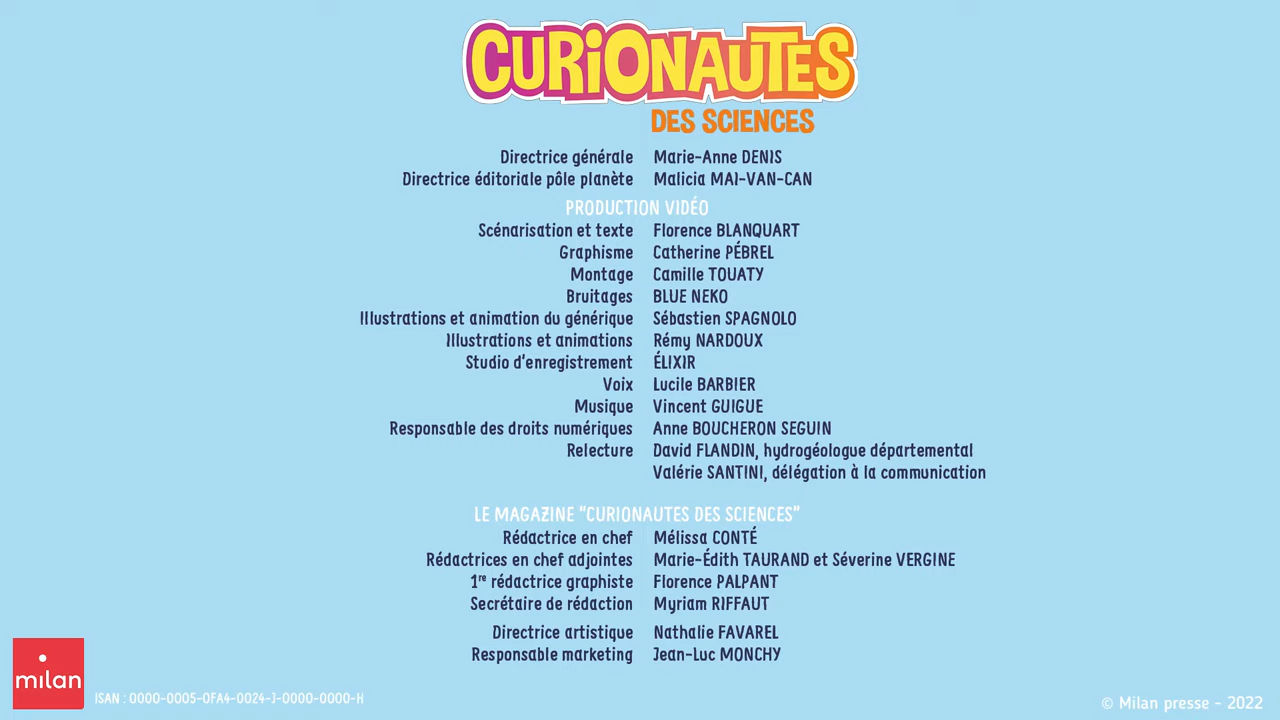 CURIONAUTES
DES SCIENCES
Directrice générale Marie-Anne DENIS
Directrice éditoriale pôle planète Malicia MAI-VAN-CAN
PRODUCTION VIDÉO
Scénarisation et texte Florence BLANQUART
Graphisme Catherine PÉBREL
Montage Camille TOUATY
Bruitages BLUE NEKO
Illustrations et animation du générique Sébastien SPAGNOLO
Illustrations et animations Rémy NARDOUX
Studio d'enregistrement ÉLIXIR
Voix Lucile BARBIER
Musique Vincent GUIGUE
Responsable des droits numériques Anne BOUCHERON SEGUIN
Relecture David FLANDIN, hydrogéologue départemental
Valérie SANTINI, délégation à la communication
LE MAGAZINE "CURIONAUTES DES SCIENCES"
Rédactrice en chef Mélissa CONTÉ
Rédactrices en chef adjointes Marie-Édith TAURAND et Séverine VERGINE
1re rédactrice graphiste Florence PALPANT
Secrétaire de rédaction Myriam RIFFAUT
Directrice artistique Nathalie FAVAREL
Responsable marketing Jean-Luc MONCHY
milan
ISAN : 0000-0005-0FA4-0024-J-0000-0000-H
© Milan presse - 2022